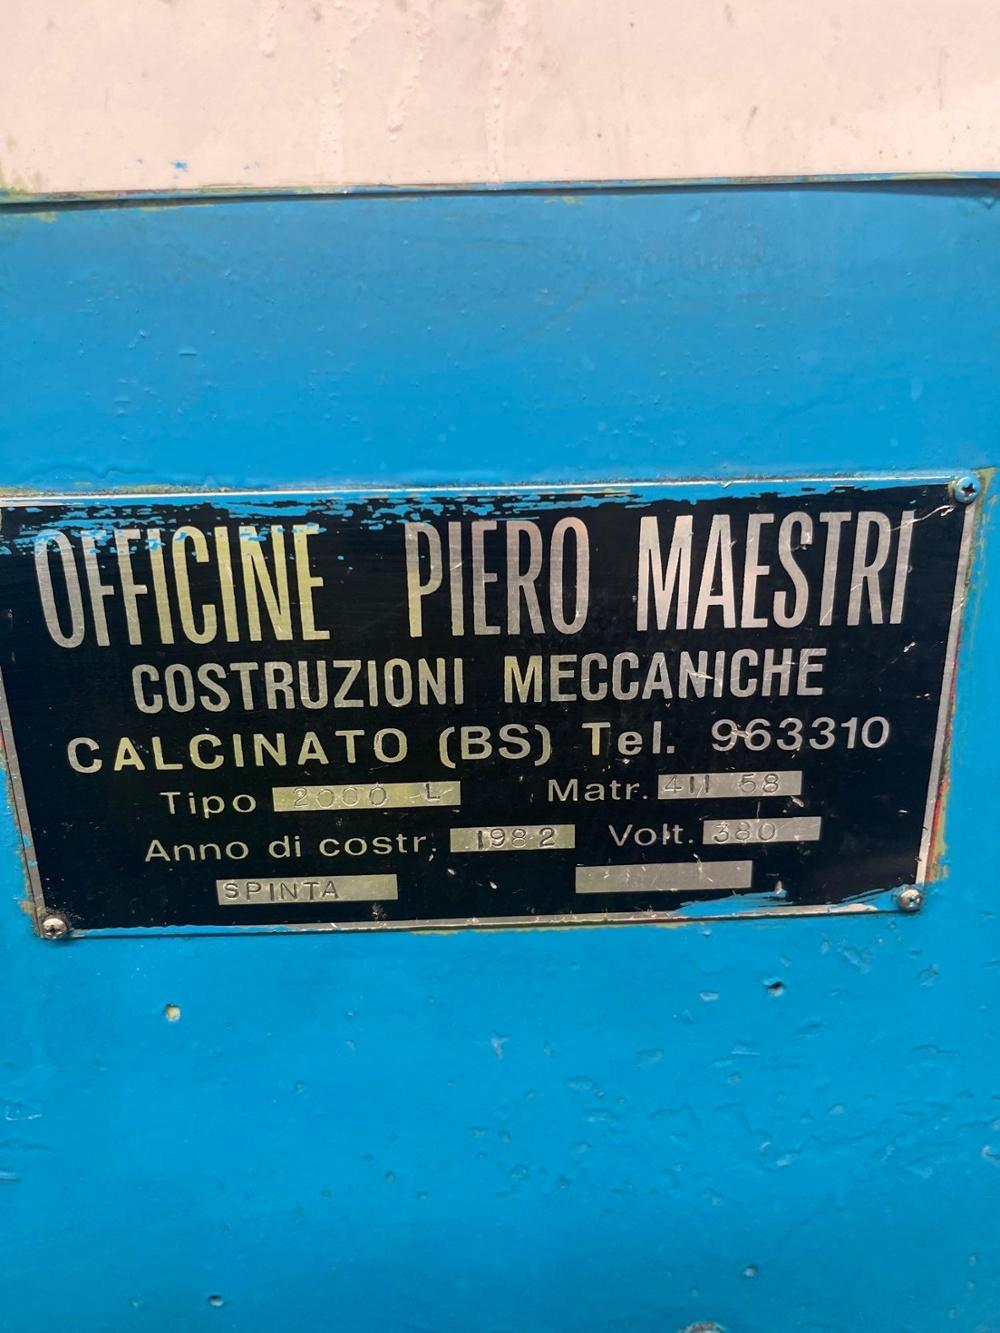 OFFICINE PIERO MAESTRI
COSTRUZIONI MECCANICHE
CALCINATO (BS) Tel. 963310
Tipo 2000 L Matr. 411 58
Anno di costr. 1982 Volt. 380
SPINTA